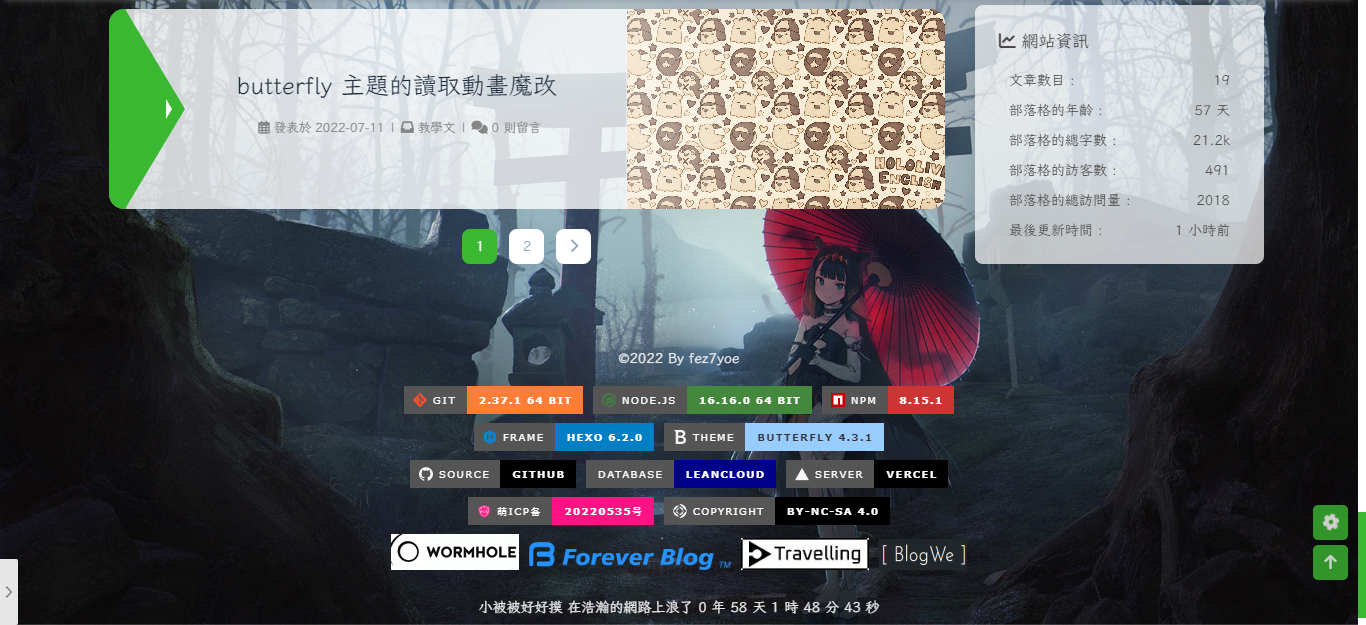 butterfly 主題的讀取動畫魔改
發表於 2022-07-11 | 教學文 | 0 則留言
HOLOLIVE
ENGLISH
1 2
網站資訊
文章數目 : 19
部落格的年齡 : 57 天
部落格的總字數 : 21.2k
部落格的訪客數 : 491
部落格的總訪問量 : 2018
最後更新時間 : 1 小時前
©2022 By fez7yoe
GIT 2.37.1 64 BIT NODE.JS 16.16.0 64 BIT NPM 8.15.1
FRAME HEXO 6.2.0 B THEME BUTTERFLY 4.3.1
SOURCE GITHUB DATABASE LEANCLOUD SERVER VERCEL
萌ICP备 20220535号 COPYRIGHT BY-NC-SA 4.0
WORMHOLE Forever Blog TM Travelling [ BlogWe ]
小被被好好摸 在浩瀚的網路上浪了 0 年 58 天 1 時 48 分 43 秒